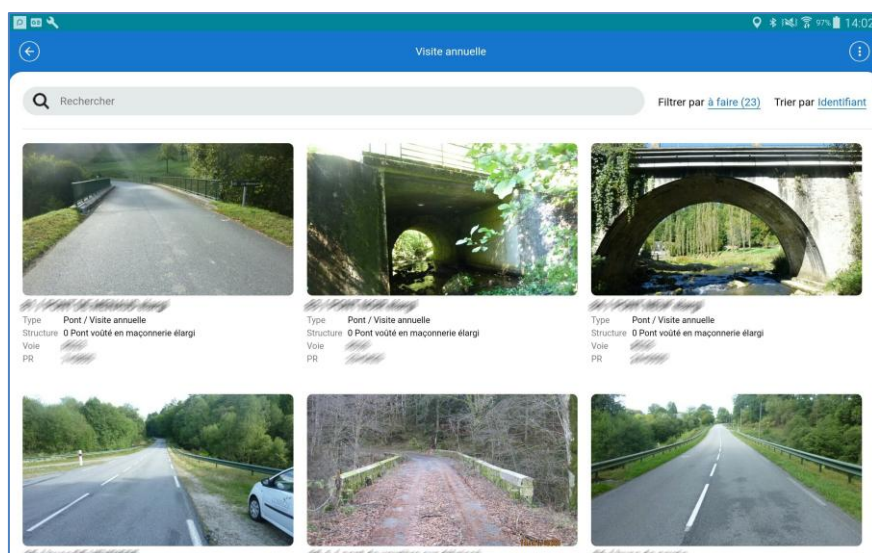 97% 14:02
Visite annuelle
Rechercher
Filtrer par à faire (23) Trier par Identifiant
Type Pont / Visite annuelle
Structure 0 Pont voûté en maçonnerie élargi
Voie
PR
Type Pont / Visite annuelle
Structure 0 Pont voûté en maçonnerie élargi
Voie
PR
Type Pont / Visite annuelle
Structure 0 Pont voûté en maçonnerie élargi
Voie
PR